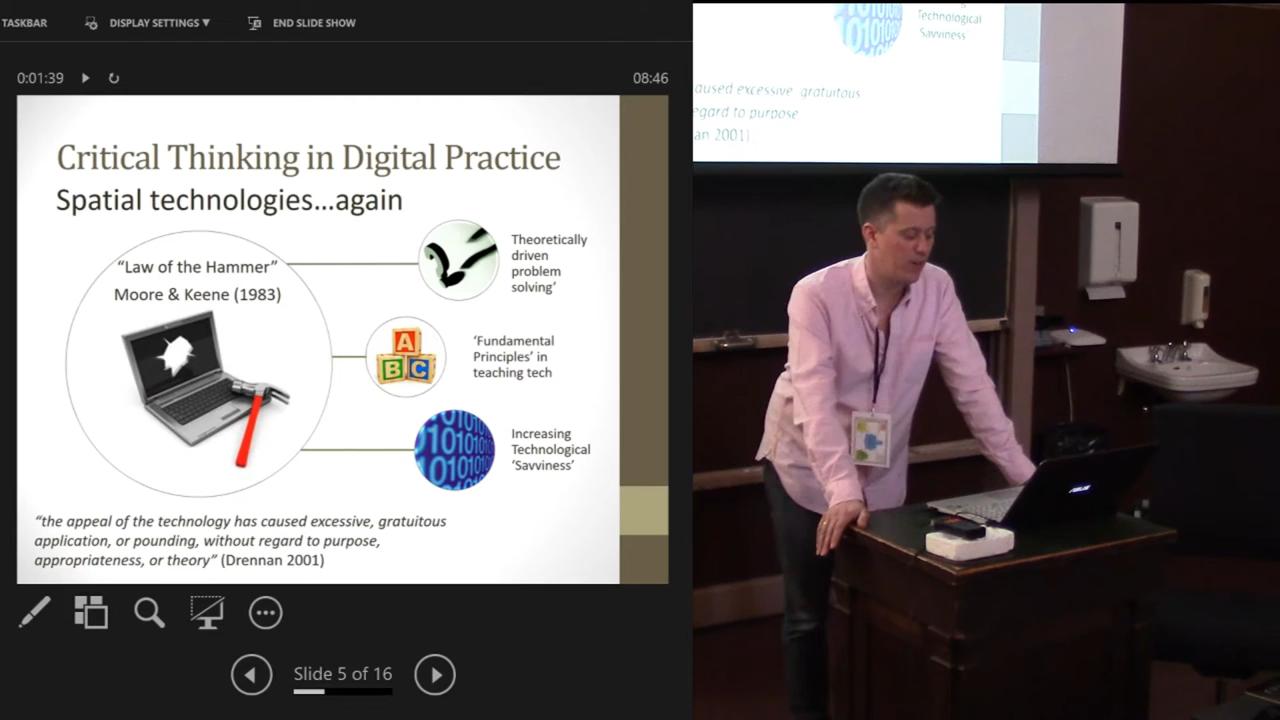 TASKBAR
DISPLAY SETTINGS ▼
END SLIDE SHOW
0:01:39
08:46
Critical Thinking in Digital Practice
Spatial technologies...again
“Law of the Hammer”
Moore & Keene (1983)
Theoretically
driven
problem
solving’
A
B C
‘Fundamental
Principles’ in
teaching tech
Increasing
Technological
‘Savviness’
“the appeal of the technology has caused excessive, gratuitous
application, or pounding, without regard to purpose,
appropriateness, or theory” (Drennan 2001)
Slide 5 of 16
Technological
Savviness’
aused excessive gratuitous
regard to purpose
an 2001)
ASUS